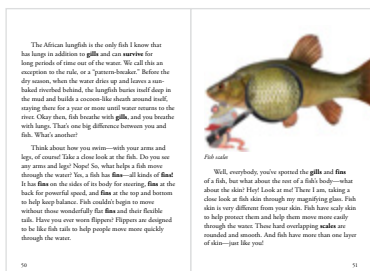 The African lungfish is the only fish I know that
has lungs in addition to gills and can survive for
long periods of time out of the water. We call this an
exception to the rule, or a "pattern-breaker." Before the
dry season, when the water dries up and leaves a sun-
baked riverbed behind, the lungfish buries itself deep in
the mud and builds a cocoon-like sheath around itself,
staying there for a year or more until water returns to the
river. Okay then, fish breathe with gills, and you breathe
with lungs. That's one big difference between you and
fish. What's another?
Think about how you swim—with your arms and
legs, of course! Take a close look at the fish. Do you see
any arms and legs? Nope! So, what helps a fish move
through the water? Yes, a fish has fins—all kinds of fins!
It has fins on the sides of its body for steering, fins at the
back for powerful speed, and fins at the top and bottom
to help keep balance. Fish couldn't begin to move
without those wonderfully flat fins and their flexible
tails. Have you ever worn flippers? Flippers are designed
to be like fish tails to help people move more quickly
through the water.
50
Fish scales
Well, everybody, you've spotted the gills and fins
of a fish, but what about the rest of a fish's body—what
about the skin? Hey! Look at me! There I am, taking a
close look at fish skin through my magnifying glass. Fish
skin is very different from your skin. Fish have scaly skin
to help protect them and help them move more easily
through the water. These hard overlapping scales are
rounded and smooth. And fish have more than one layer
of skin—just like you!
51